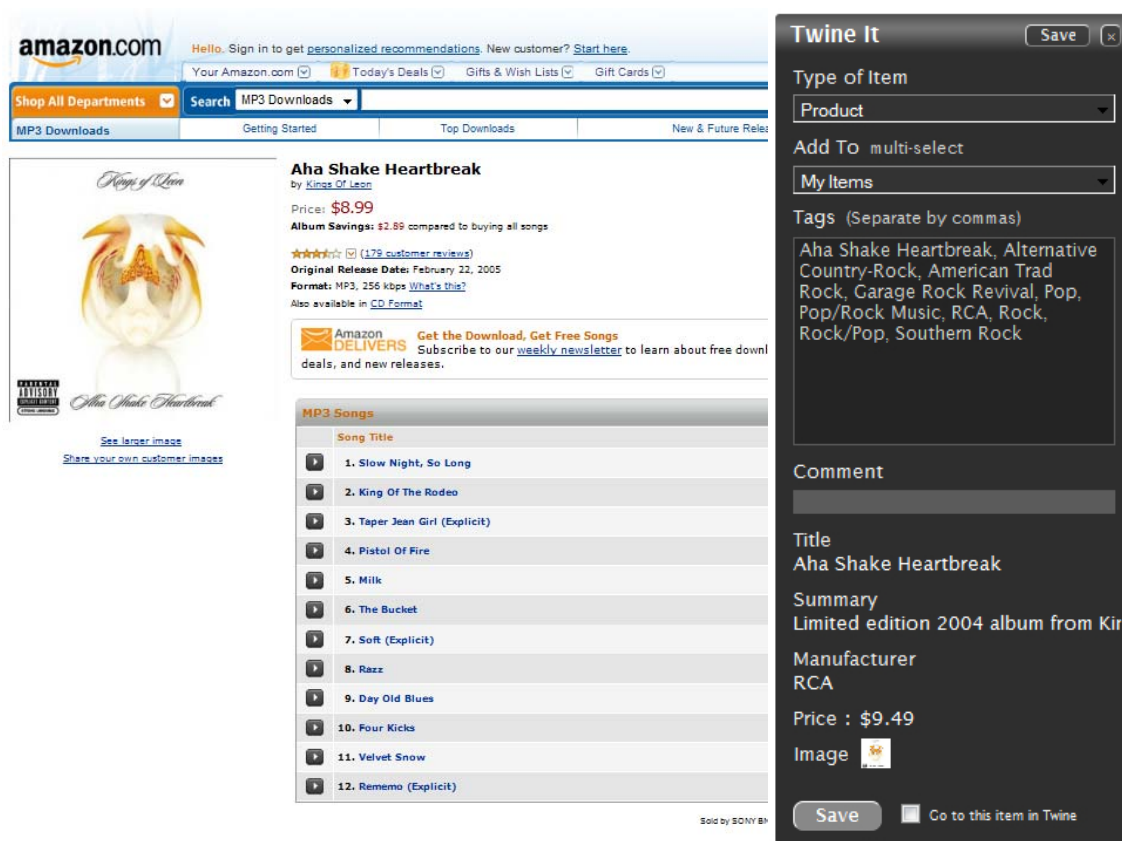 amazon.com
Hello. Sign in to get personalized recommendations. New customer? Start here.
Your Amazon.com Today's Deals Gifts & Wish Lists Gift Cards
Shop All Departments Search MP3 Downloads
MP3 Downloads Getting Started Top Downloads New & Future Relea
Kings of Leon
Aha Shake Heartbreak
PARENTAL
ADVISORY
EXPLICIT CONTENT
See larger image
Share your own customer images
Aha Shake Heartbreak
by Kings Of Leon
Price: $8.99
Album Savings: $2.89 compared to buying all songs
(179 customer reviews)
Original Release Date: February 22, 2005
Format: MP3, 256 kbps What's this?
Also available in CD Format
Amazon
DELIVERS
Get the Download, Get Free Songs
Subscribe to our weekly newsletter to learn about free downl
deals, and new releases.
MP3 Songs
Song Title
1. Slow Night, So Long
2. King Of The Rodeo
3. Taper Jean Girl (Explicit)
4. Pistol Of Fire
5. Milk
6. The Bucket
7. Soft (Explicit)
8. Razz
9. Day Old Blues
10. Four Kicks
11. Velvet Snow
12. Rememo (Explicit)
Sold by SONY BM
Twine It Save x
Type of Item
Product
Add To multi-select
My Items
Tags (Separate by commas)
Aha Shake Heartbreak, Alternative
Country-Rock, American Trad
Rock, Garage Rock Revival, Pop,
Pop/Rock Music, RCA, Rock,
Rock/Pop, Southern Rock
Comment
Title
Aha Shake Heartbreak
Summary
Limited edition 2004 album from Kin
Manufacturer
RCA
Price : $9.49
Image
Save Go to this item in Twine